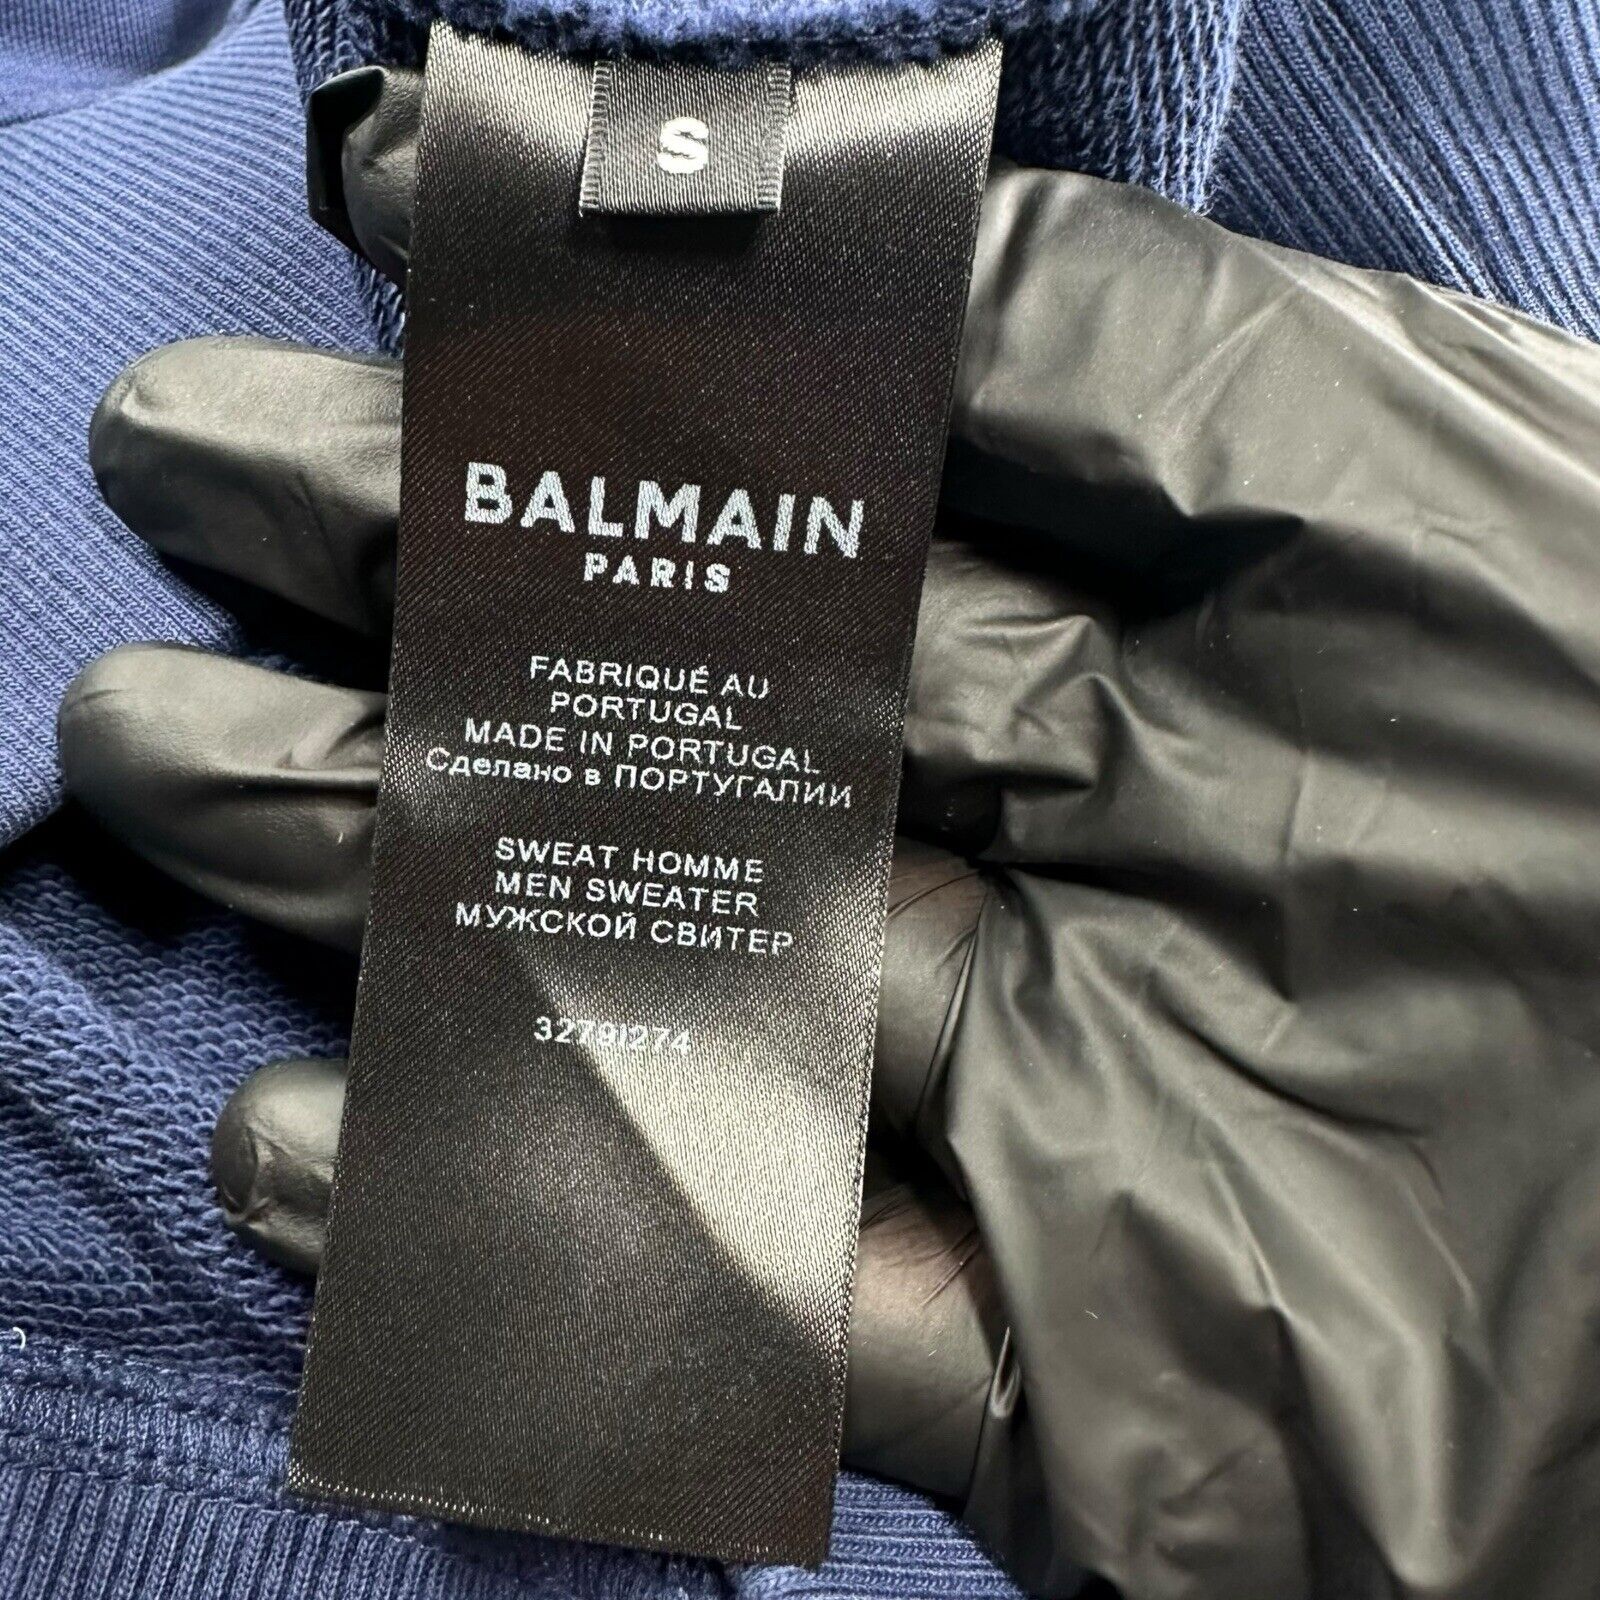 S
BALMAIN
PARIS
FABRIQUÉ AU
PORTUGAL
MADE IN PORTUGAL
Сделано в ПОРТУГАЛИИ
SWEAT HOMME
MEN SWEATER
МУЖСКОЙ СВИТЕР
32791274